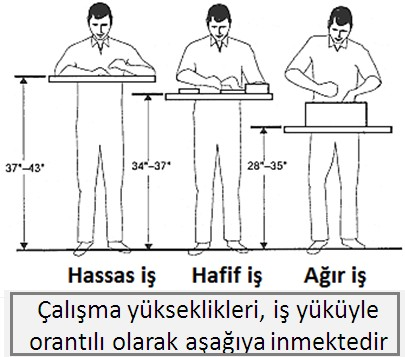 37"–43"
34"–37"
28"–35"
Hassas iş Hafif iş Ağır iş
Çalışma yükseklikleri, iş yüküyle
orantılı olarak aşağıya inmektedir